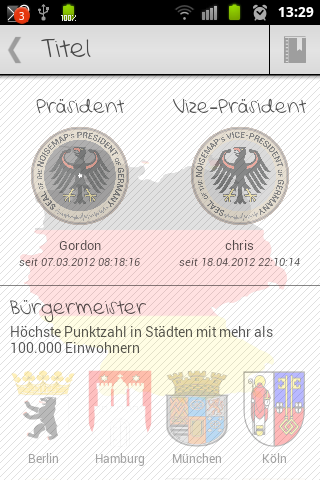 3
100%
13:29
Titel
Präsident
Vize-Präsident
SEAL OF THE NOISEMAP'S PRESIDENT OF GERMANY
SEAL OF THE NOISEMAP'S VICE-PRESIDENT OF GERMANY
Gordon
chris
seit 07.03.2012 08:18:16
seit 18.04.2012 22:10:14
Bürgermeister
Höchste Punktzahl in Städten mit mehr als
100.000 Einwohnern
Berlin
Hamburg
München
Köln